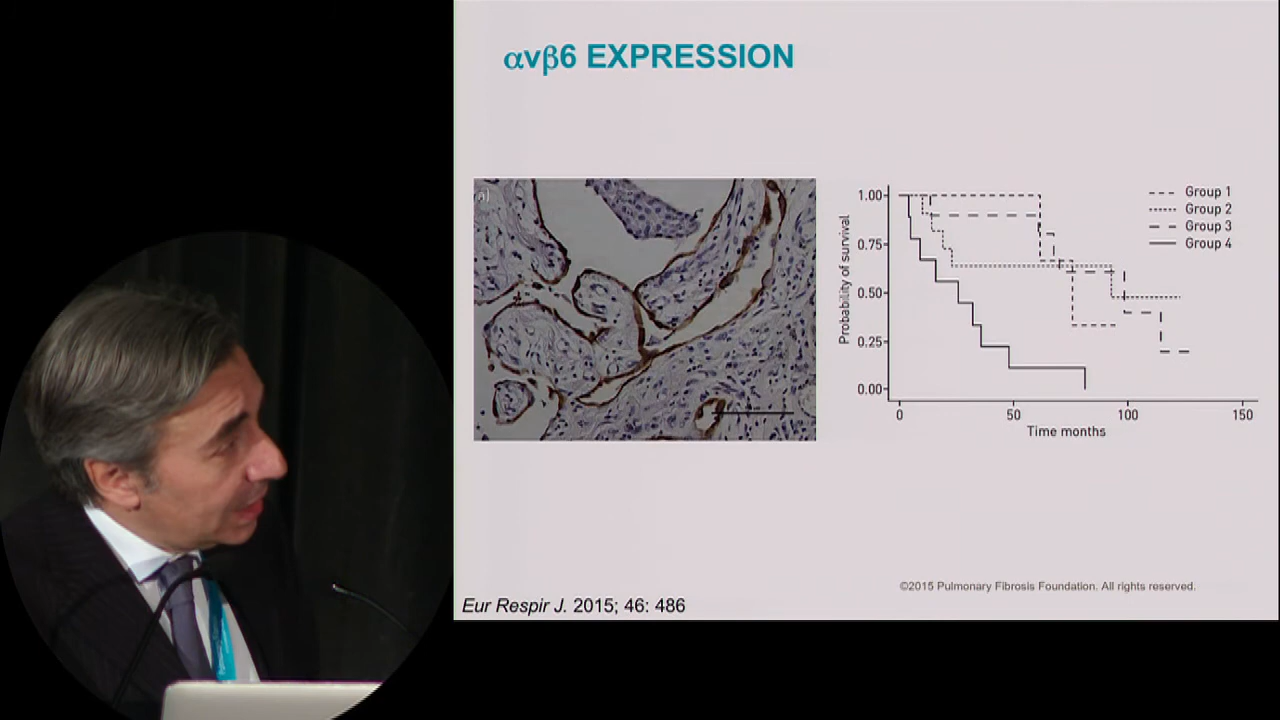 αvβ6 EXPRESSION
a)
1.00
0.75
0.50
0.25
0.00
Probability of survival
0
50
100
150
Time months
Group 1
Group 2
Group 3
Group 4
©2015 Pulmonary Fibrosis Foundation. All rights reserved.
Eur Respir J. 2015; 46: 486